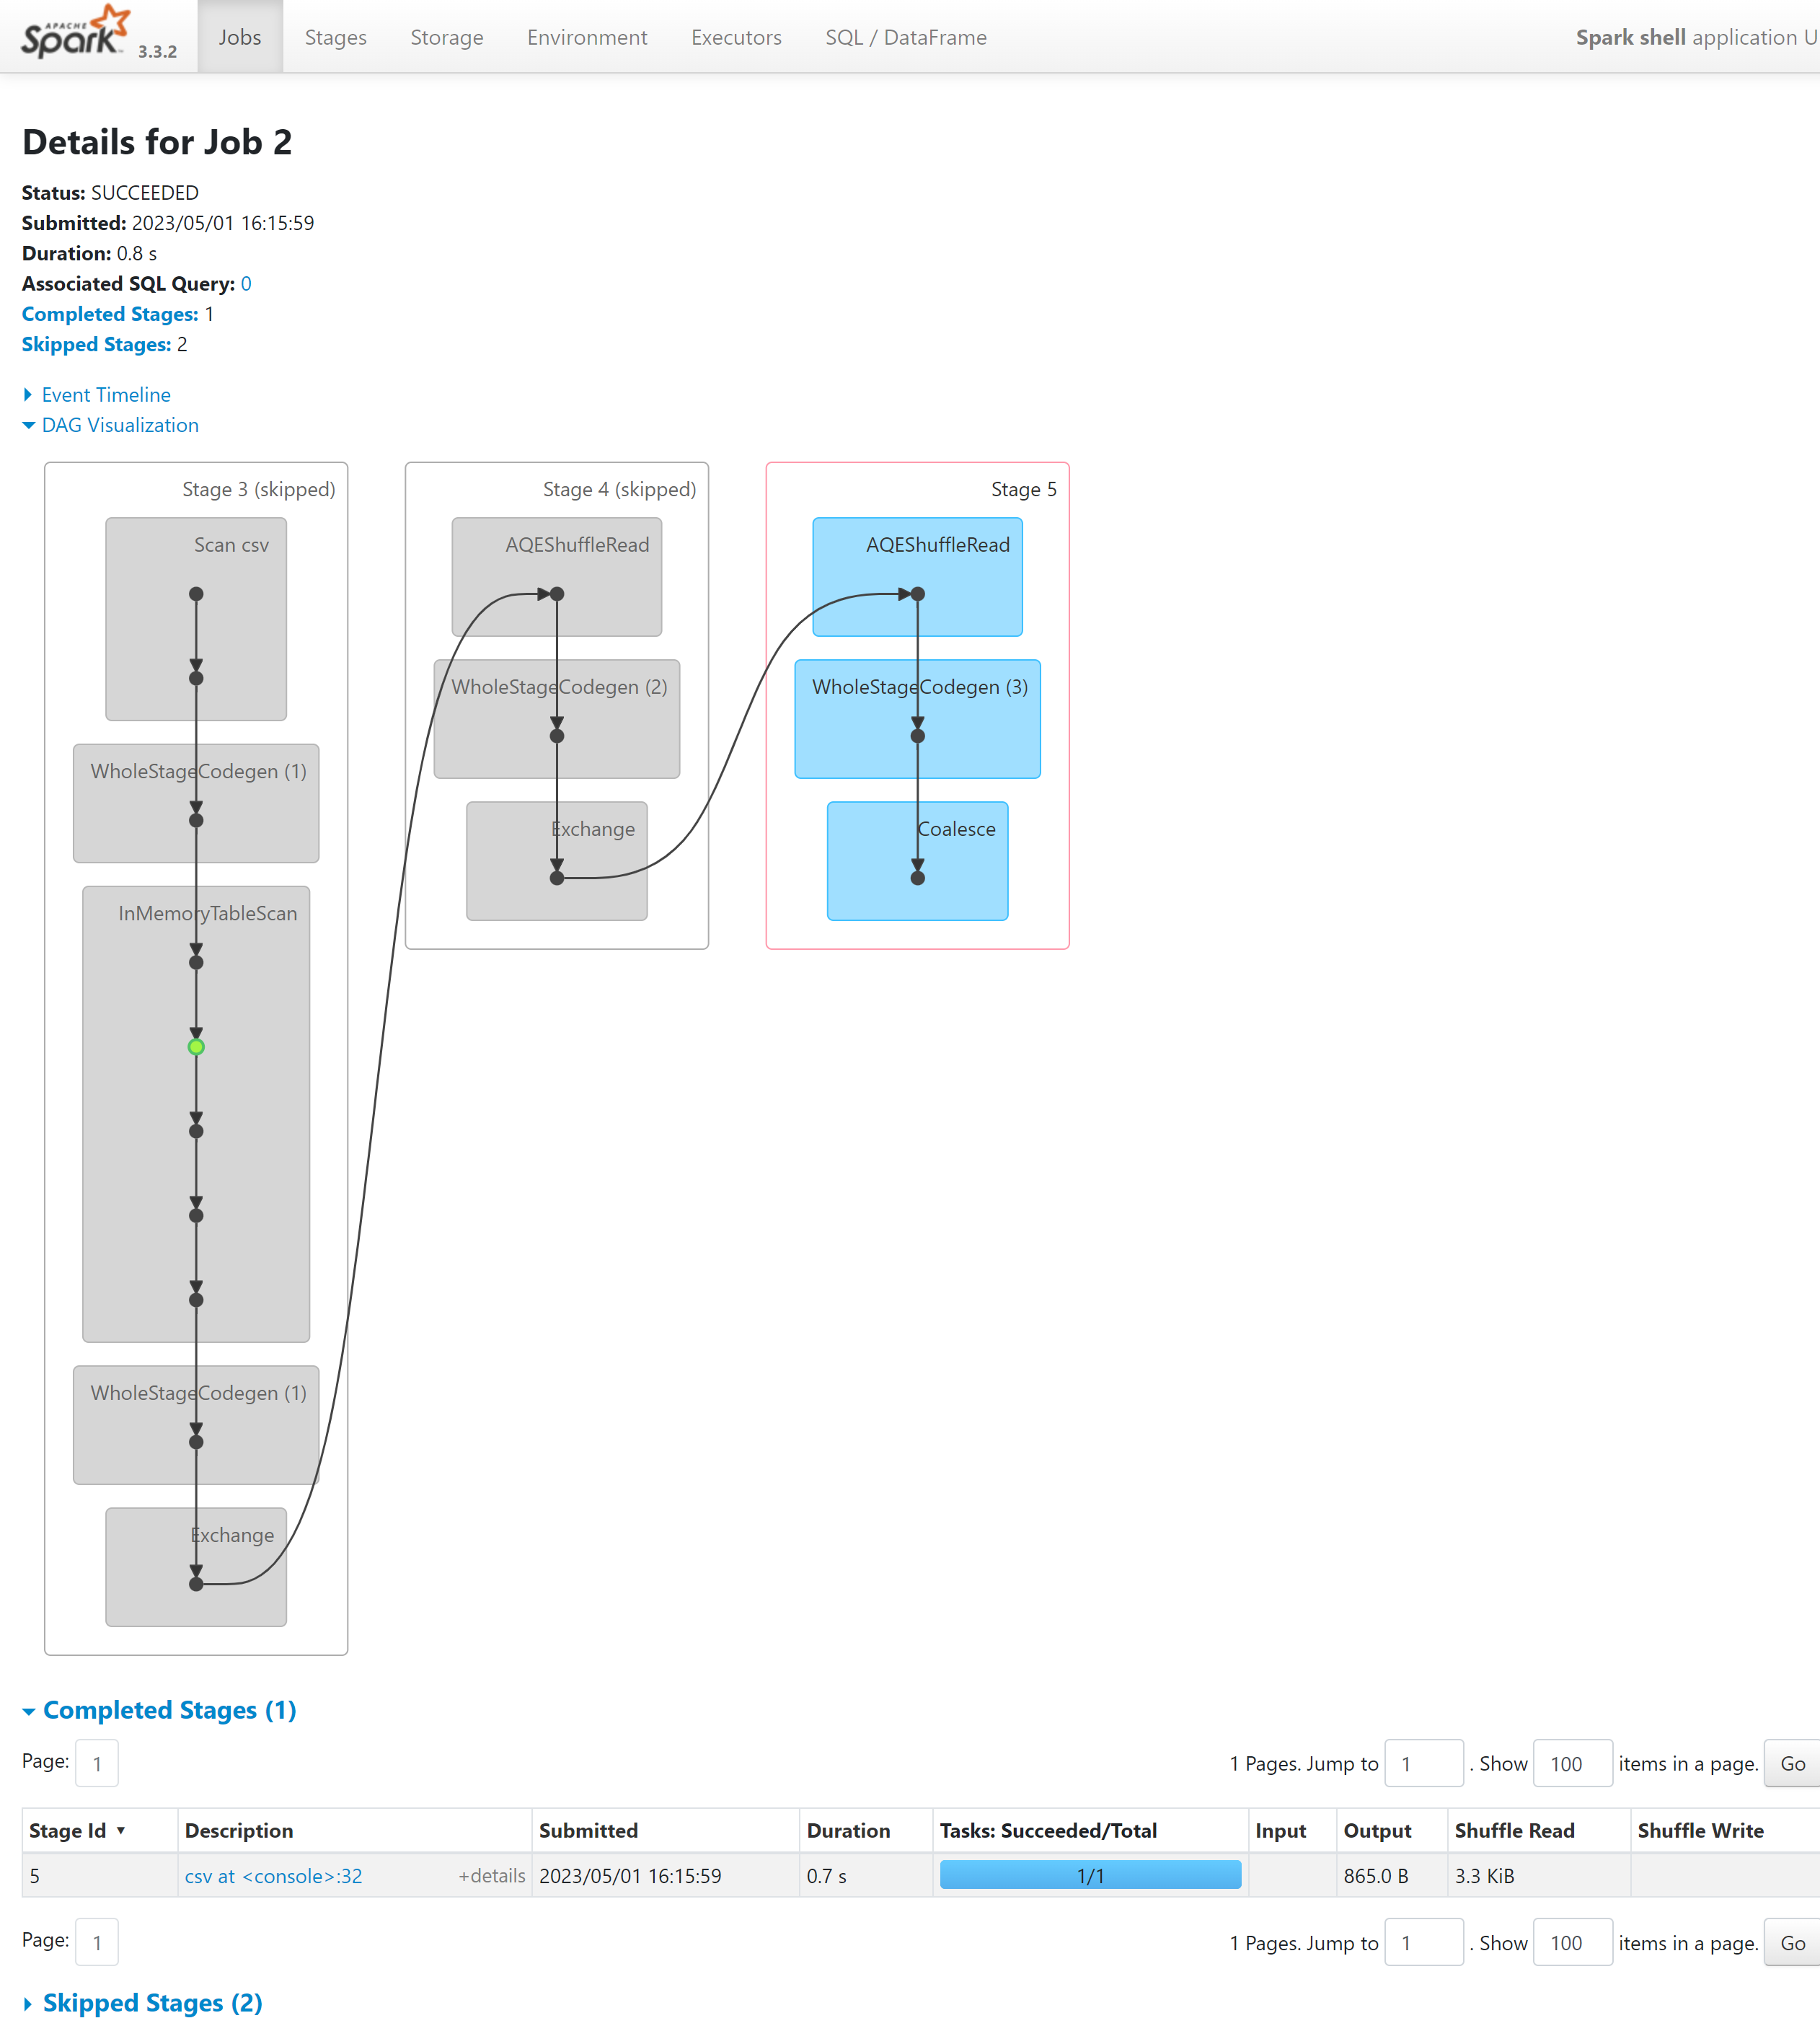 APACHE
Spark 3.3.2 Jobs Stages Storage Environment Executors SQL / DataFrame Spark shell application U
Details for Job 2
Status: SUCCEEDED
Submitted: 2023/05/01 16:15:59
Duration: 0.8 s
Associated SQL Query: 0
Completed Stages: 1
Skipped Stages: 2
Event Timeline
DAG Visualization
Stage 3 (skipped)
Scan csv
WholeStageCodegen (1)
InMemoryTableScan
WholeStageCodegen (1)
Exchange
Stage 4 (skipped)
AQEShuffleRead
WholeStageCodegen (2)
Exchange
Stage 5
AQEShuffleRead
WholeStageCodegen (3)
Coalesce
Completed Stages (1)
Page: 1 1 Pages. Jump to 1 . Show 100 items in a page. Go
Stage Id ▾ Description Submitted Duration Tasks: Succeeded/Total Input Output Shuffle Read Shuffle Write
5 csv at <console>:32 +details 2023/05/01 16:15:59 0.7 s 1/1 865.0 B 3.3 KiB
Page: 1 1 Pages. Jump to 1 . Show 100 items in a page. Go
Skipped Stages (2)